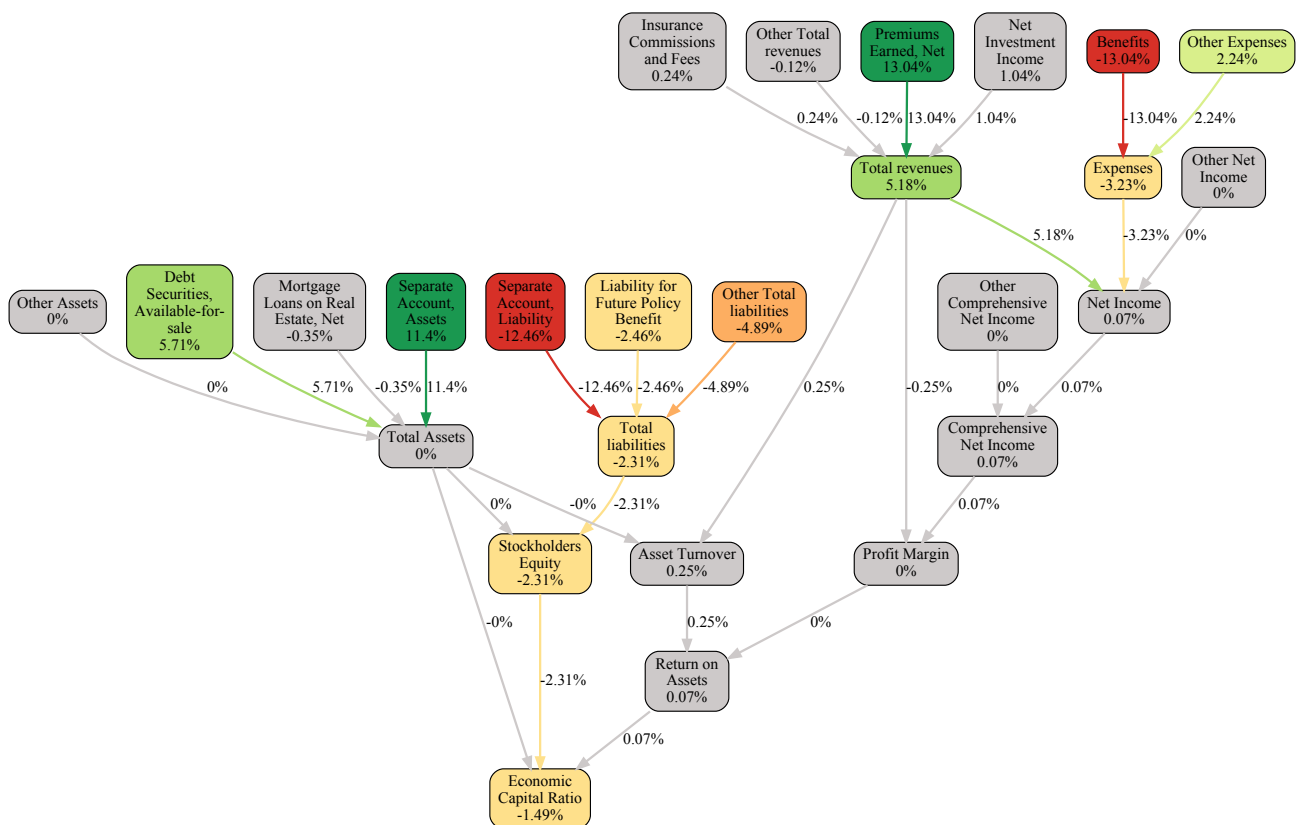 Insurance
Commissions
and Fees
0.24%
Other Total
revenues
-0.12%
Premiums
Earned, Net
13.04%
Net
Investment
Income
1.04%
Benefits
-13.04%
Other Expenses
2.24%
0.24%
-0.12%
13.04%
1.04%
-13.04%
2.24%
Total revenues
5.18%
Expenses
-3.23%
Other Net
Income
0%
5.18%
-3.23%
0%
Other Assets
0%
Debt
Securities,
Available-for-
sale
5.71%
Mortgage
Loans on Real
Estate, Net
-0.35%
Separate
Account,
Assets
11.4%
Separate
Account,
Liability
-12.46%
Liability for
Future Policy
Benefit
-2.46%
Other Total
liabilities
-4.89%
Other
Comprehensive
Net Income
0%
Net Income
0.07%
0%
5.71%
-0.35%
11.4%
-12.46%
-2.46%
-4.89%
0.25%
-0.25%
0%
0.07%
Total Assets
0%
Total
liabilities
-2.31%
Comprehensive
Net Income
0.07%
0%
-0%
-2.31%
0.07%
Stockholders
Equity
-2.31%
Asset Turnover
0.25%
Profit Margin
0%
-0%
0.25%
0%
-2.31%
Return on
Assets
0.07%
0.07%
Economic
Capital Ratio
-1.49%